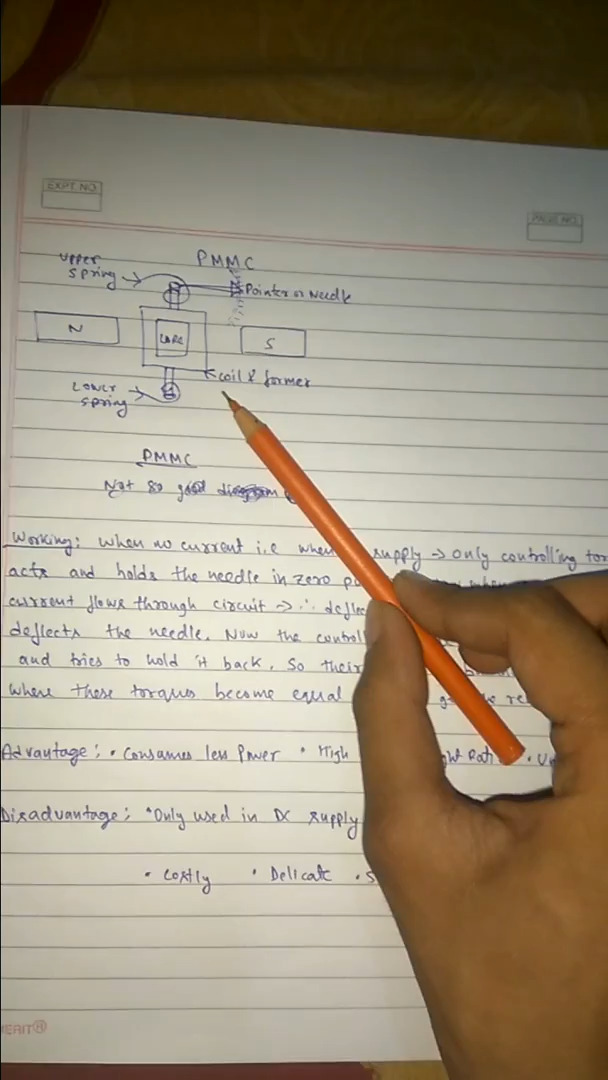 EXPT. NO.
PAGE NO.
PMMC
Upper
Spring
Pointer or Needle
N
CORE
S
coil & former
Lower
spring
PMMC
Not so good diagram
Working: When no current i.e when supply → only controlling tor
acts and holds the needle in zero
current flows through circuit → ∴ deflec
deflects the needle. Now the control
and tries to hold it back. So their
where these torques become equal
Advantage: • Consumes less Power • High
Disadvantage: • Only used in DC supply
• Costly • Delicate • S